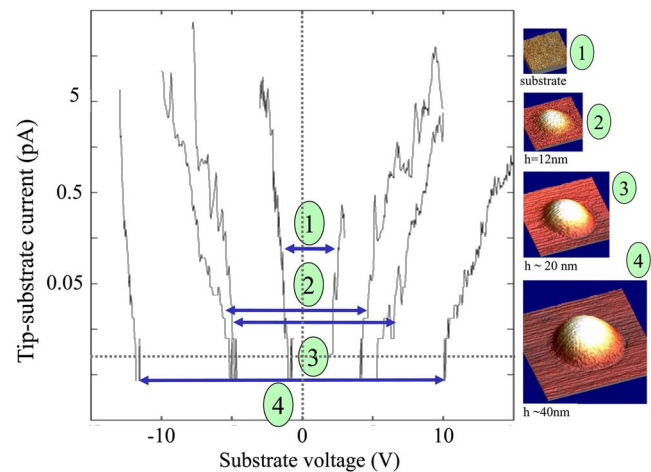 Tip-substrate current (pA)
5
0.5
0.05
1
2
3
4
-10
0
10
Substrate voltage (V)
1
substrate
2
h=12nm
3
h ~ 20 nm
4
h ~40nm